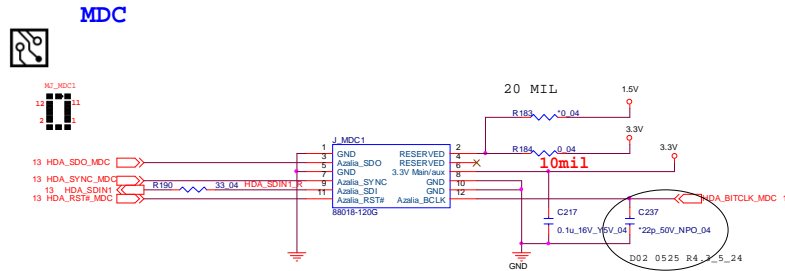 MDC
MJ_MDC1
12 11
2 1
20 MIL
1.5V
R183 *0_04
3.3V
R184 0_04
3.3V
10mil
J_MDC1
1 GND RESERVED 2
3 Azalia_SDO RESERVED 4
5 GND 3.3V Main/aux 6
7 Azalia_SYNC GND 8
9 Azalia_SDI GND 10
11 Azalia_RST# Azalia_BCLK 12
88018-120G
13 HDA_SDO_MDC
13 HDA_SYNC_MDC
13 HDA_SDIN1 R190 33_04 HDA_SDIN1_R
13 HDA_RST#_MDC
HDA_BITCLK_MDC 1
C217
0.1u_16V_Y5V_04
C237
*22p_50V_NPO_04
GND
D02 0525 R4.3_5_24